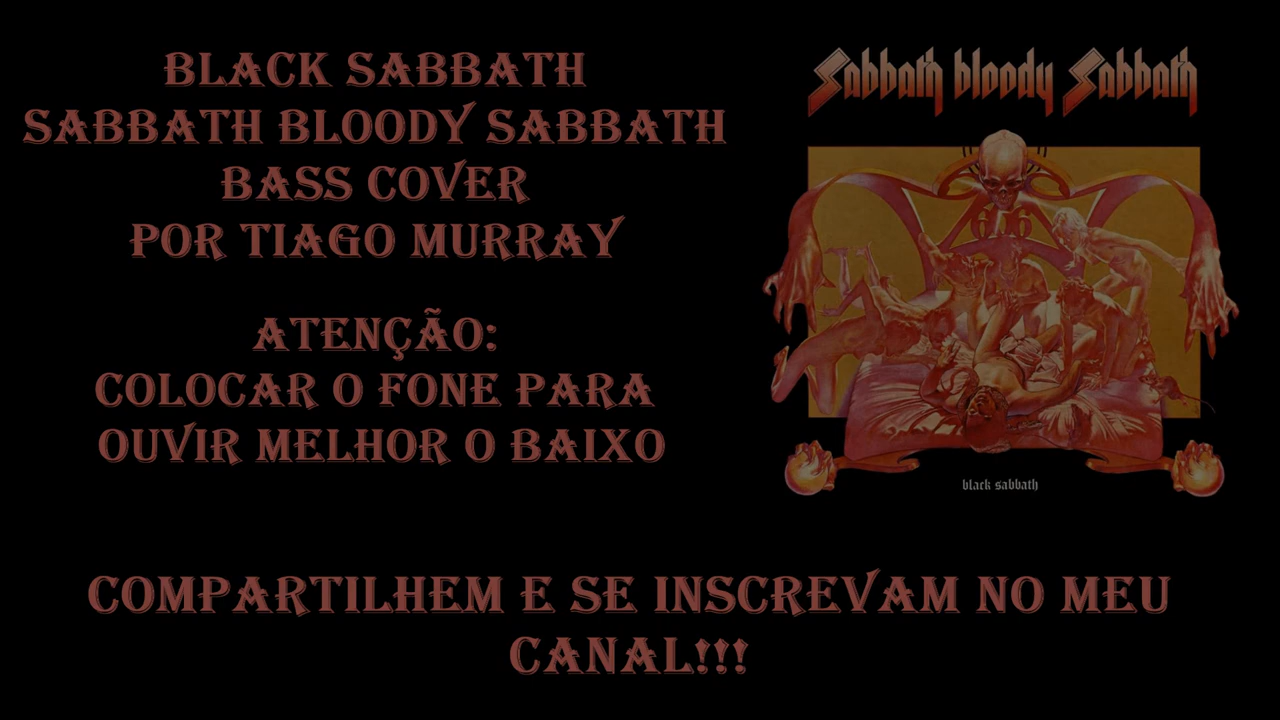 BLACK SABBATH
SABBATH BLOODY SABBATH
BASS COVER
POR TIAGO MURRAY
ATENÇÃO:
COLOCAR O FONE PARA
OUVIR MELHOR O BAIXO
Sabbath bloody Sabbath
666
black sabbath
COMPARTILHEM E SE INSCREVAM NO MEU
CANAL!!!